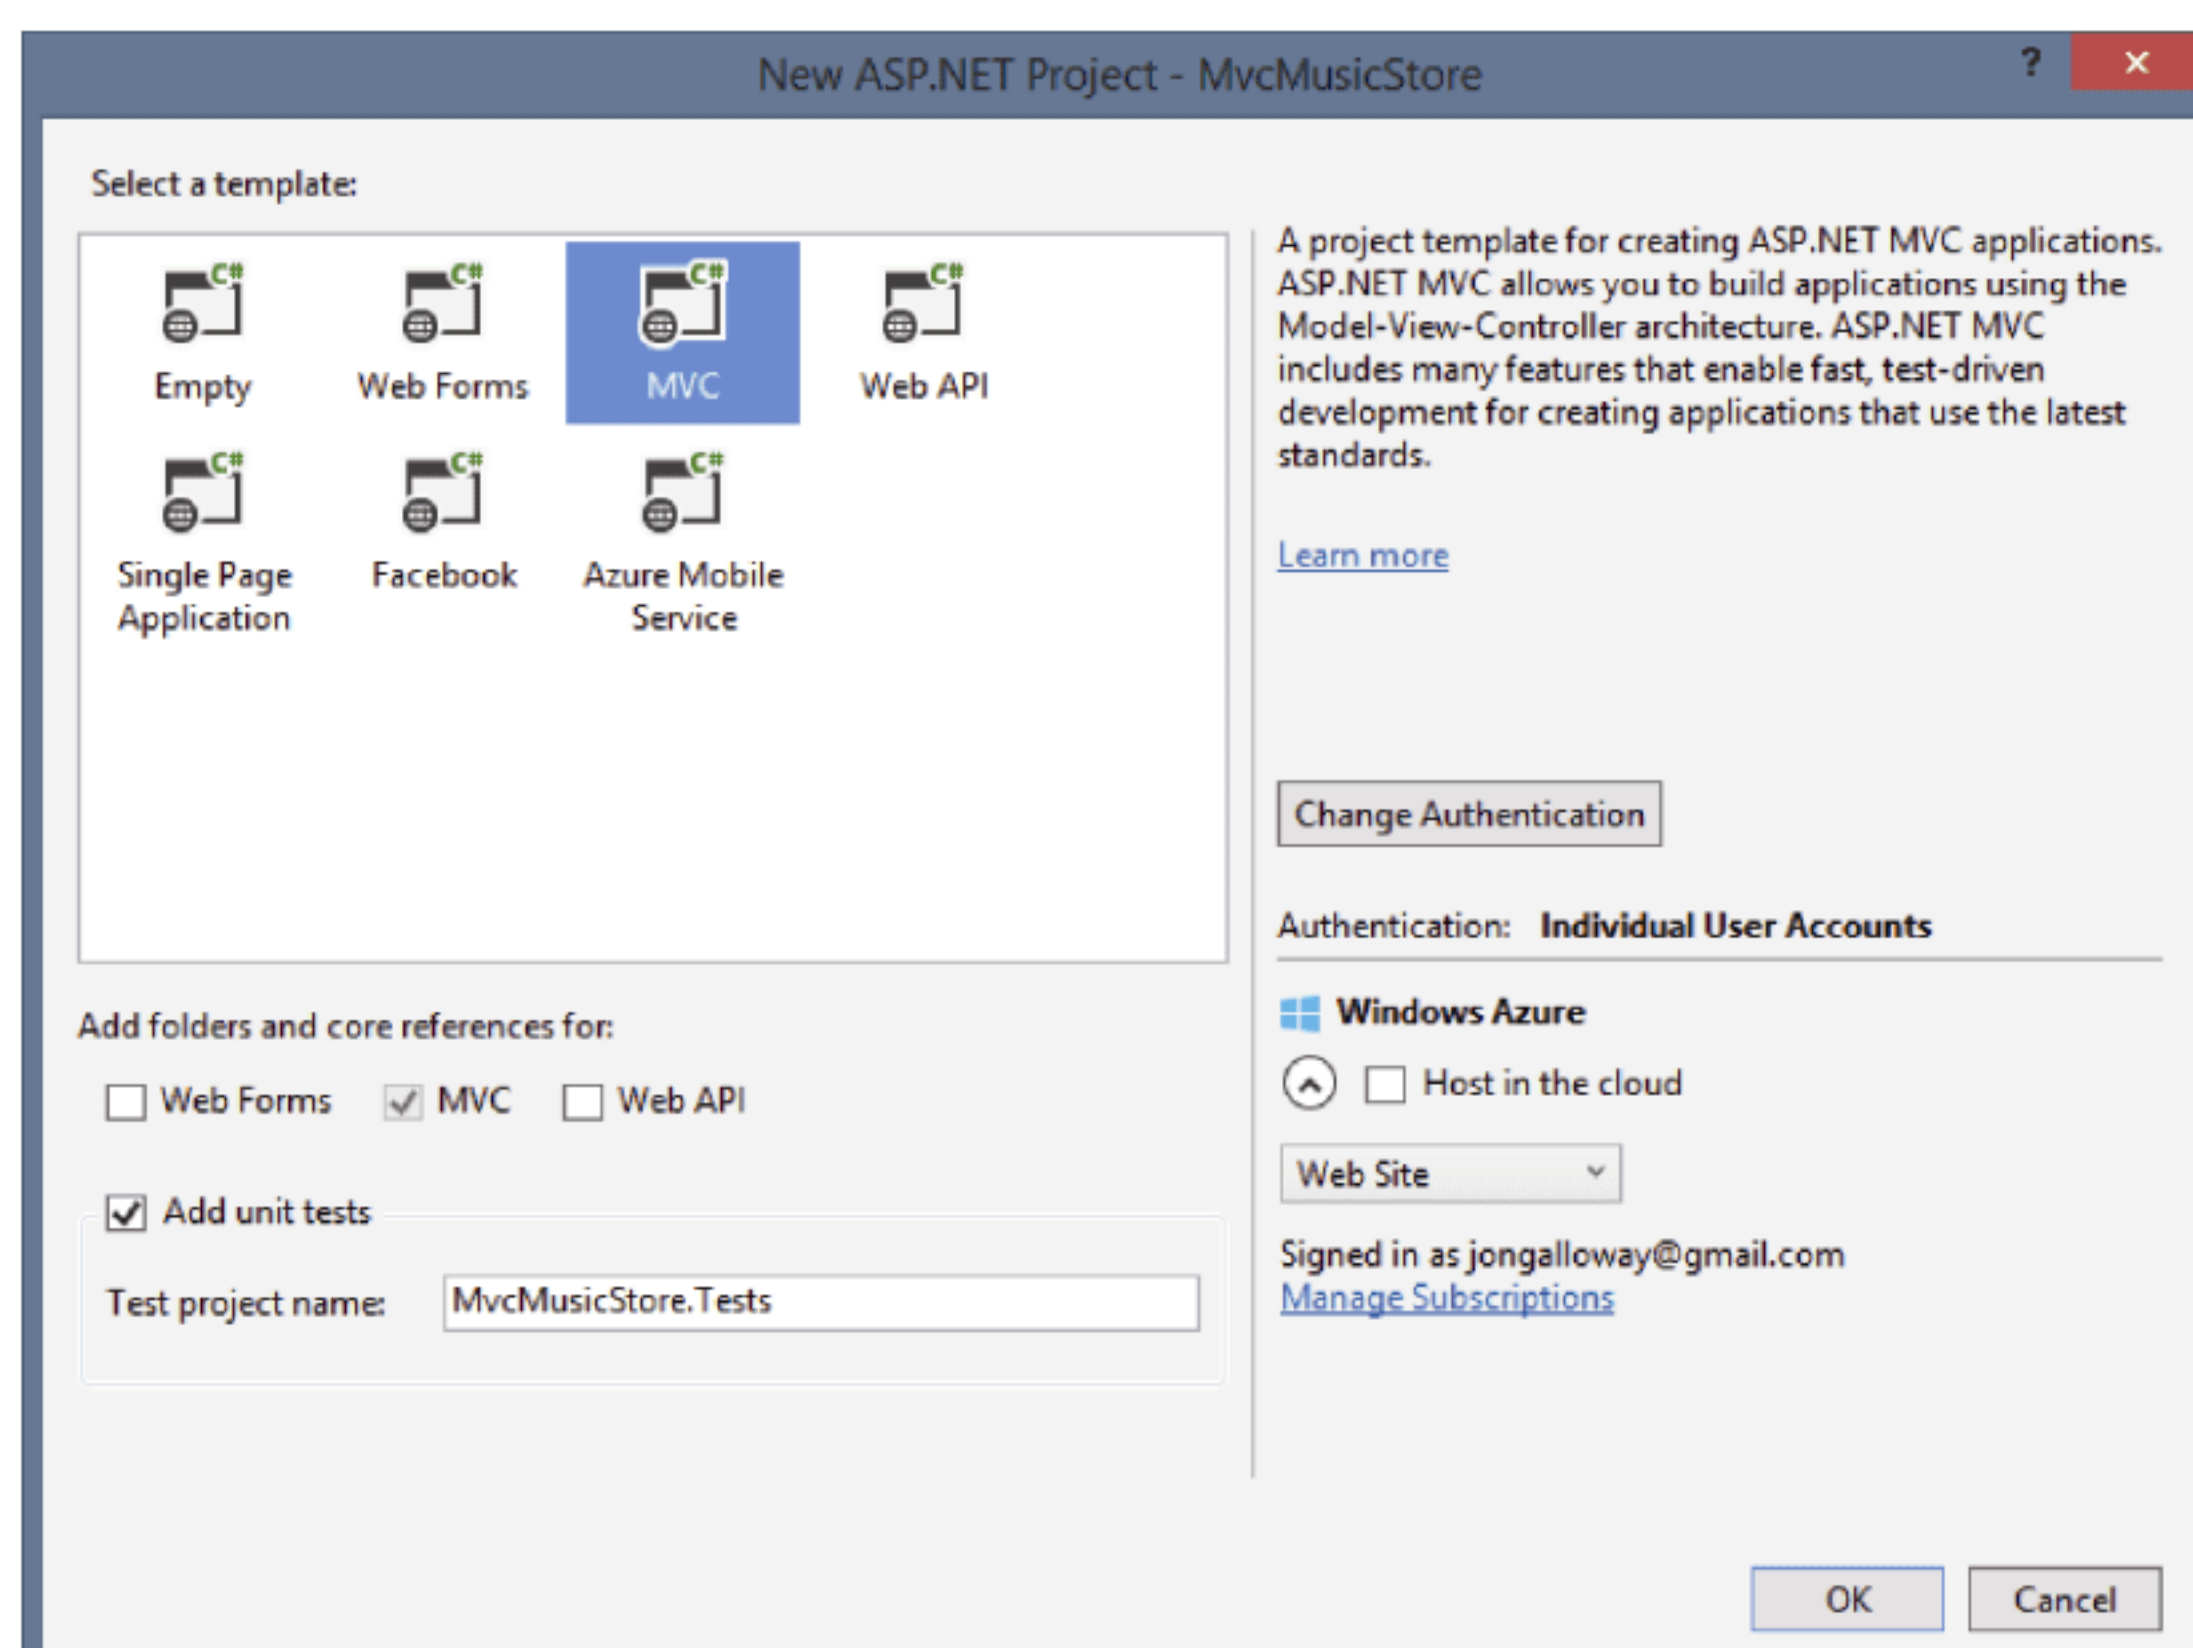 New ASP.NET Project - MvcMusicStore
?
Select a template:
C# C# C# C#
Empty Web Forms MVC Web API
C# C# C#
Single Page Application
Facebook
Azure Mobile Service
A project template for creating ASP.NET MVC applications.
ASP.NET MVC allows you to build applications using the
Model-View-Controller architecture. ASP.NET MVC
includes many features that enable fast, test-driven
development for creating applications that use the latest
standards.
Learn more
Change Authentication
Authentication: Individual User Accounts
Add folders and core references for:
Web Forms MVC Web API
Add unit tests
Test project name: MvcMusicStore.Tests
Windows Azure
Host in the cloud
Web Site
Signed in as jongalloway@gmail.com
Manage Subscriptions
OK Cancel